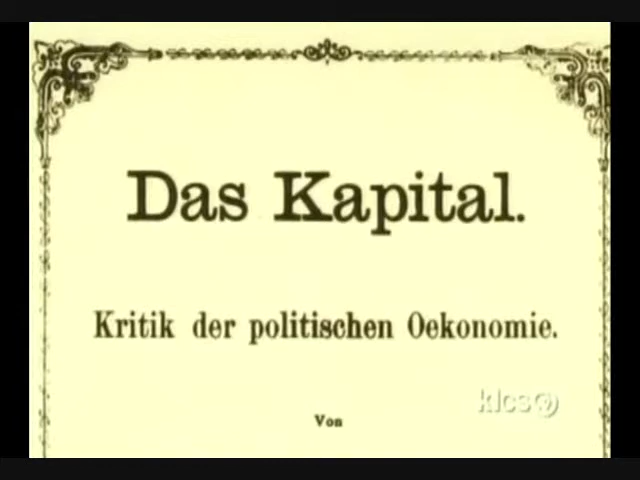 Das Kapital.
Kritik der politischen Oekonomie.
klcs
Von